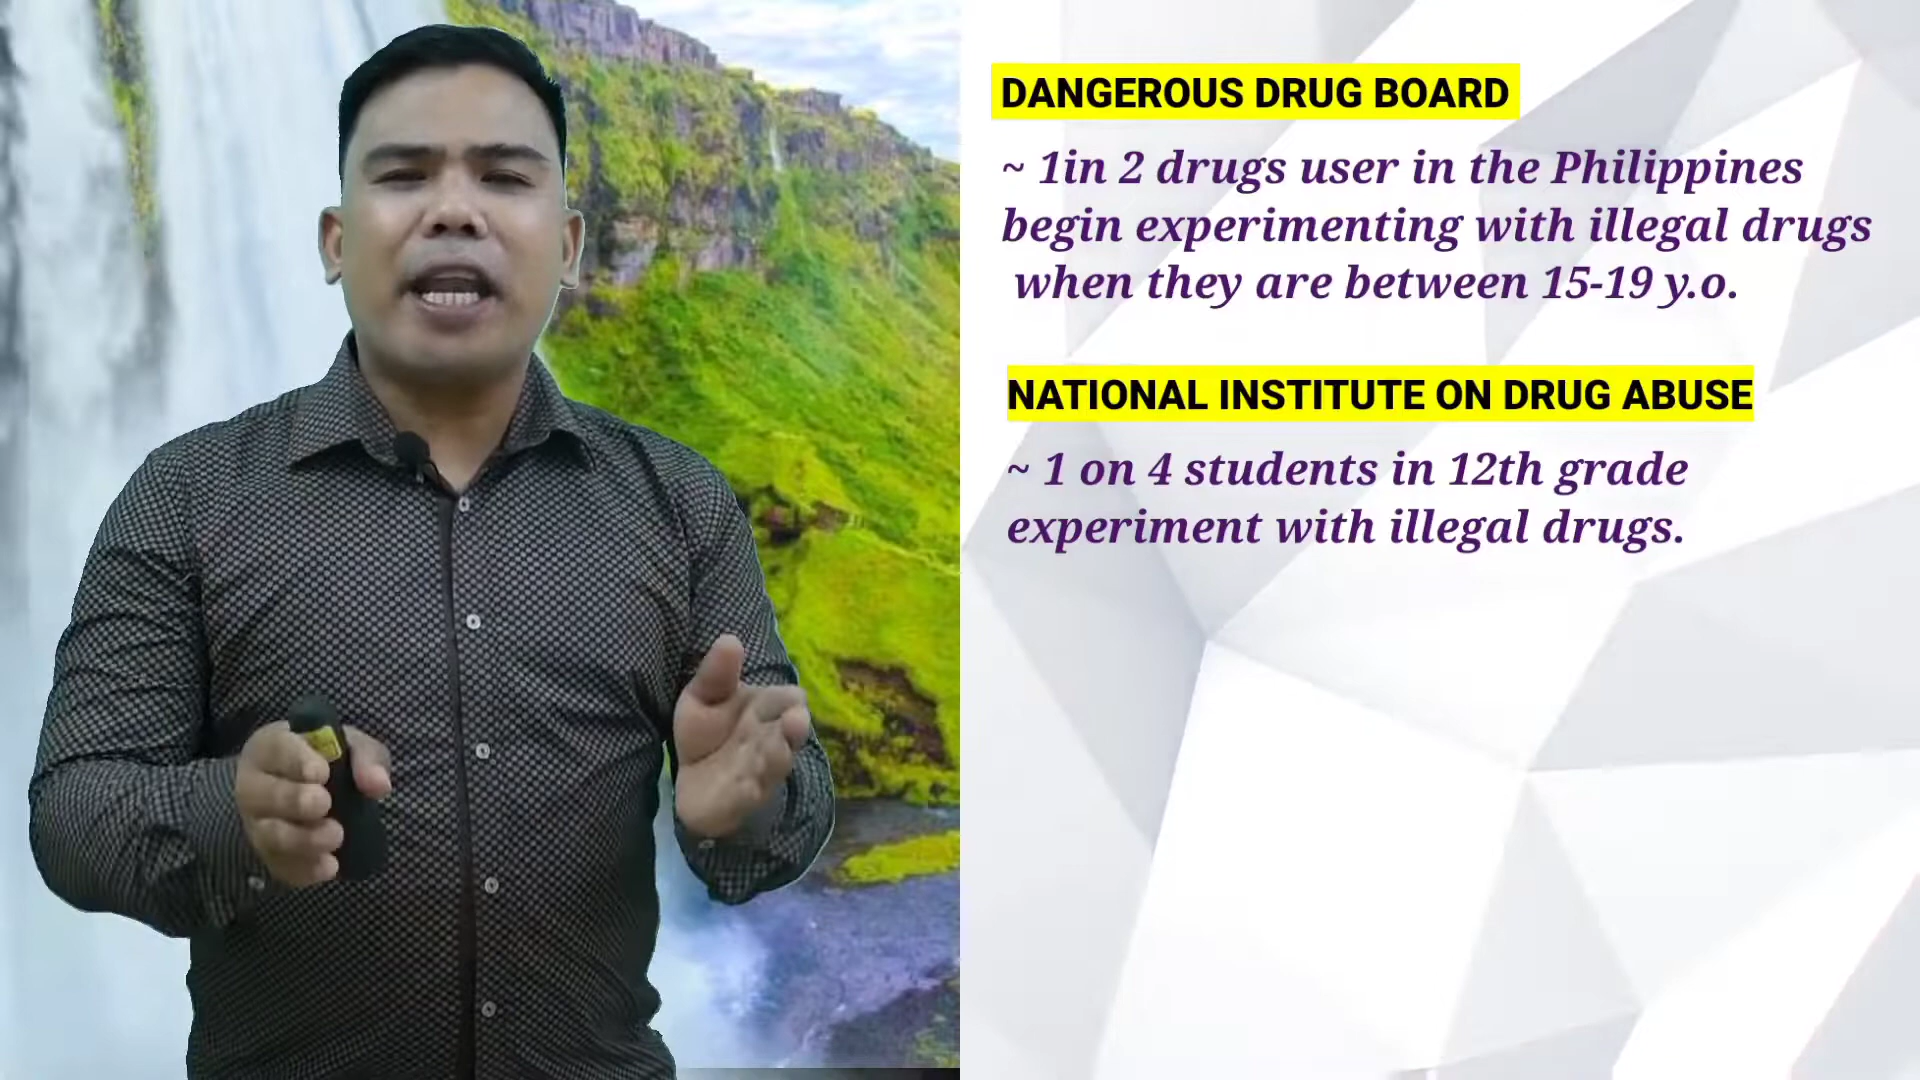 DANGEROUS DRUG BOARD
~ 1in 2 drugs user in the Philippines
begin experimenting with illegal drugs
when they are between 15-19 y.o.
NATIONAL INSTITUTE ON DRUG ABUSE
~ 1 on 4 students in 12th grade
experiment with illegal drugs.